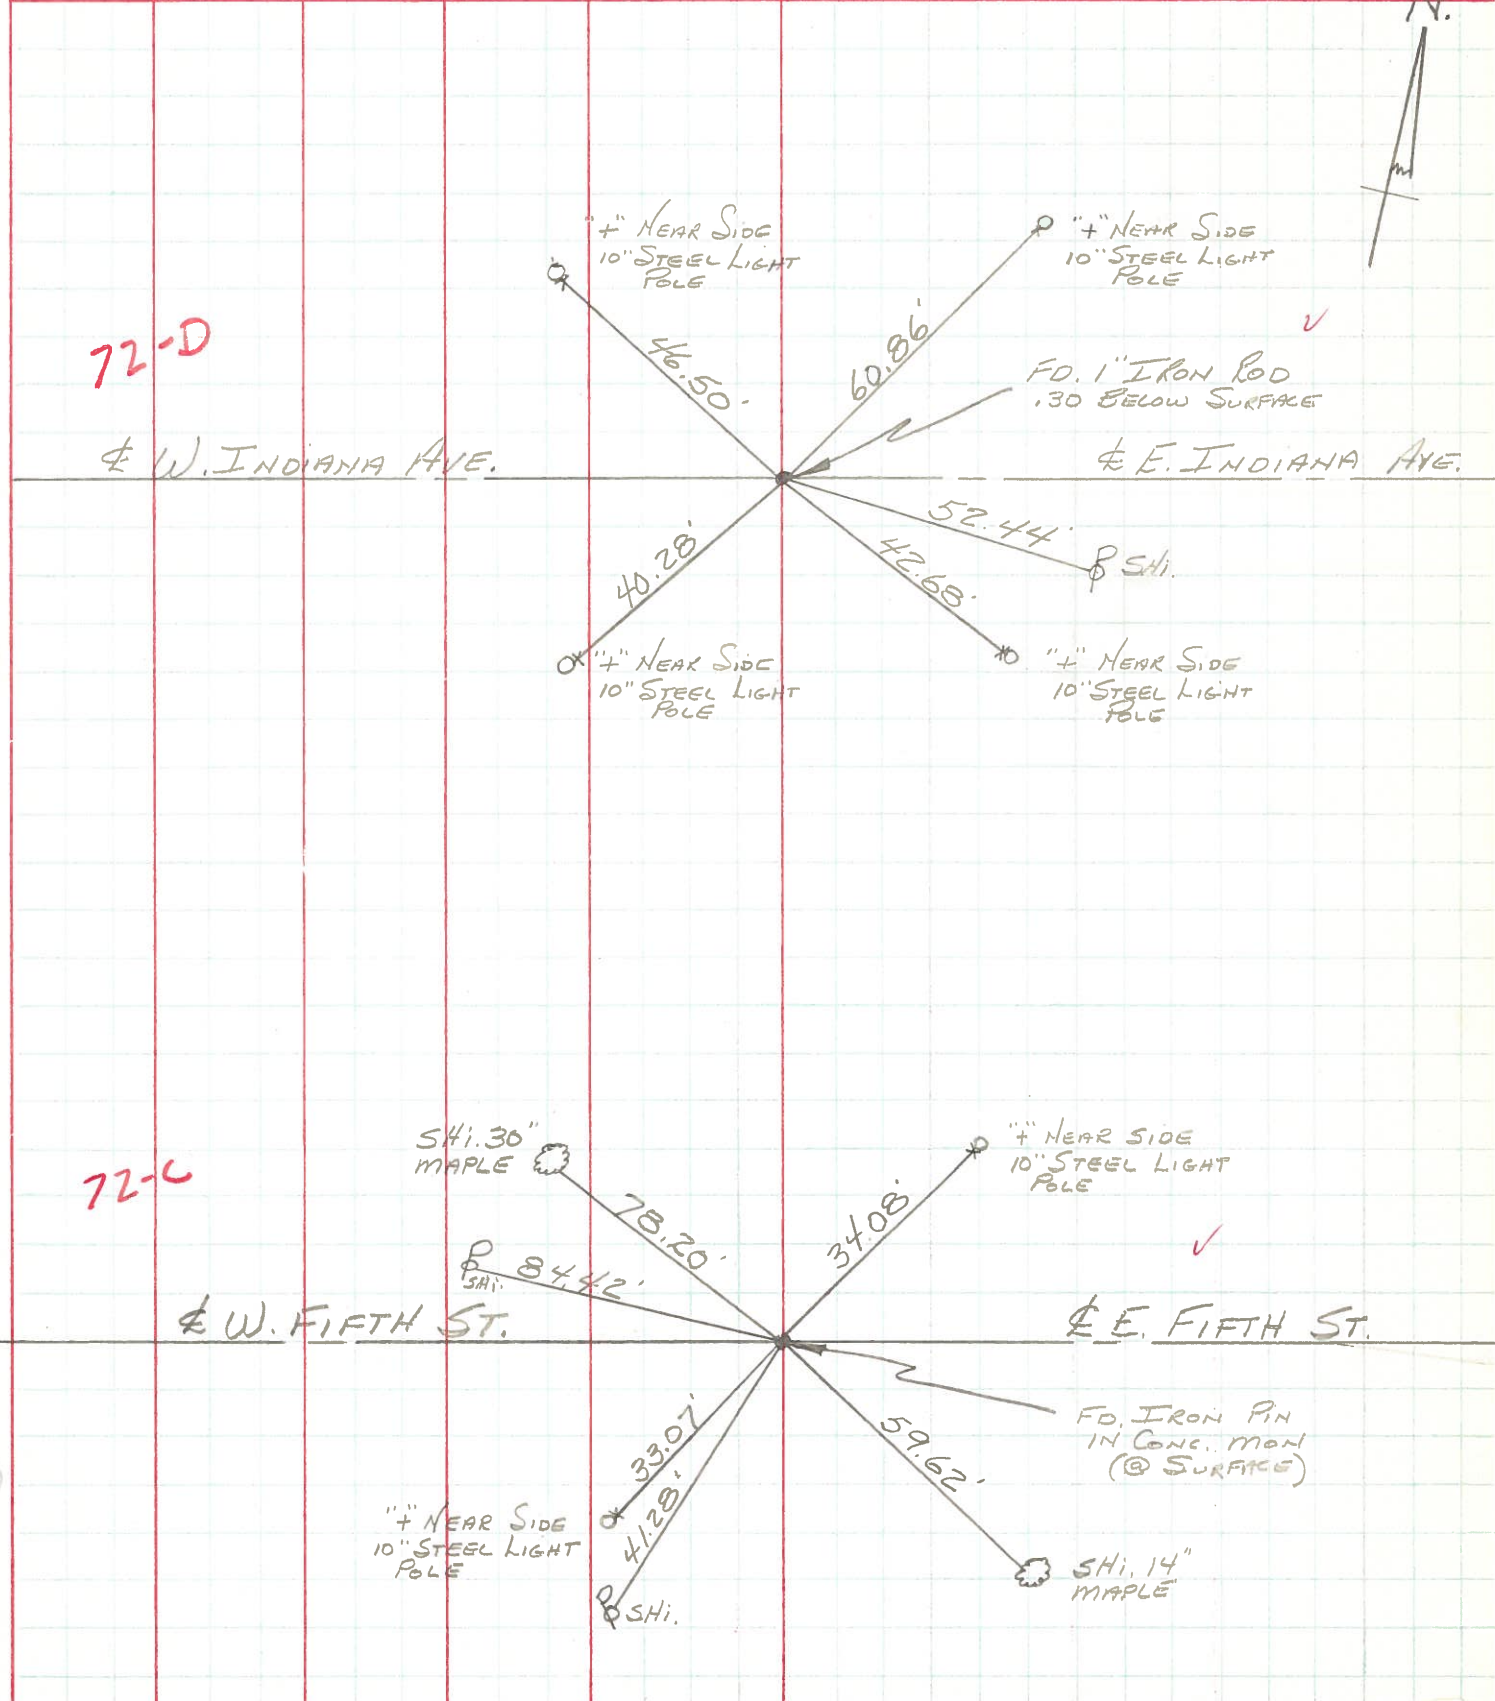 N.
"+" NEAR SIDE
10" STEEL LIGHT
POLE
"+" NEAR SIDE
10" STEEL LIGHT
POLE
72-D
46.50'
60.86'
FD. 1" IRON ROD
.30 BELOW SURFACE
℄ W. INDIANA AVE.
℄ E. INDIANA AVE.
52.44'
SHi.
40.28'
42.68'
"+" NEAR SIDE
10" STEEL LIGHT
POLE
"+" NEAR SIDE
10" STEEL LIGHT
POLE
SHi. 30"
MAPLE
"+" NEAR SIDE
10" STEEL LIGHT
POLE
72-C
78.20'
34.08'
84.42'
SHi.
℄ W. FIFTH ST.
℄ E. FIFTH ST.
FD. IRON PIN
IN CONC. MON
(@ SURFACE)
33.07'
59.62'
41.28'
"+" NEAR SIDE
10" STEEL LIGHT
POLE
SHi. 14"
MAPLE
SHi.